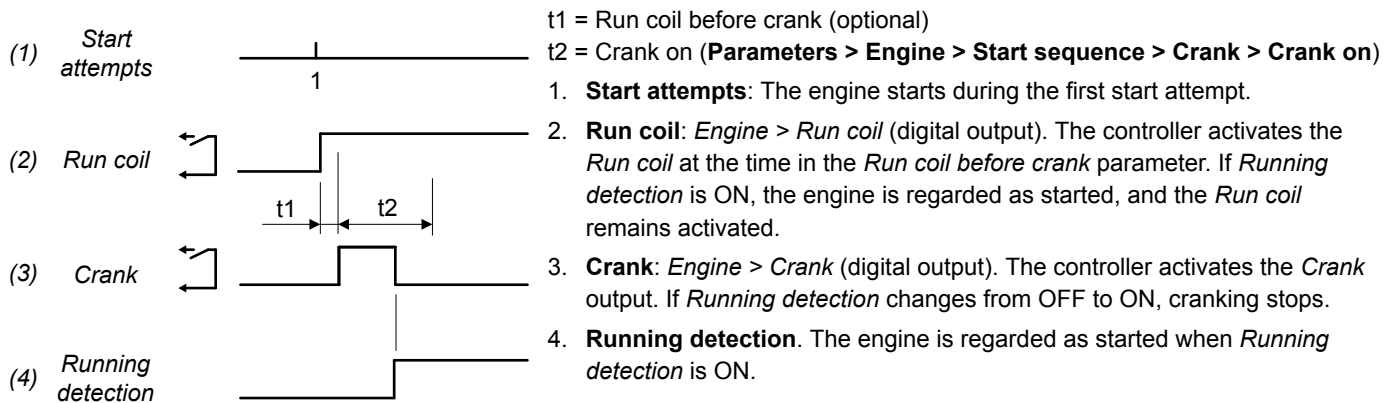 (1) Start attempts
1
(2) Run coil
t1 t2
(3) Crank
(4) Running detection
t1 = Run coil before crank (optional)
t2 = Crank on (Parameters > Engine > Start sequence > Crank > Crank on)
1. Start attempts: The engine starts during the first start attempt.
2. Run coil: Engine > Run coil (digital output). The controller activates the
Run coil at the time in the Run coil before crank parameter. If Running
detection is ON, the engine is regarded as started, and the Run coil
remains activated.
3. Crank: Engine > Crank (digital output). The controller activates the Crank
output. If Running detection changes from OFF to ON, cranking stops.
4. Running detection. The engine is regarded as started when Running
detection is ON.